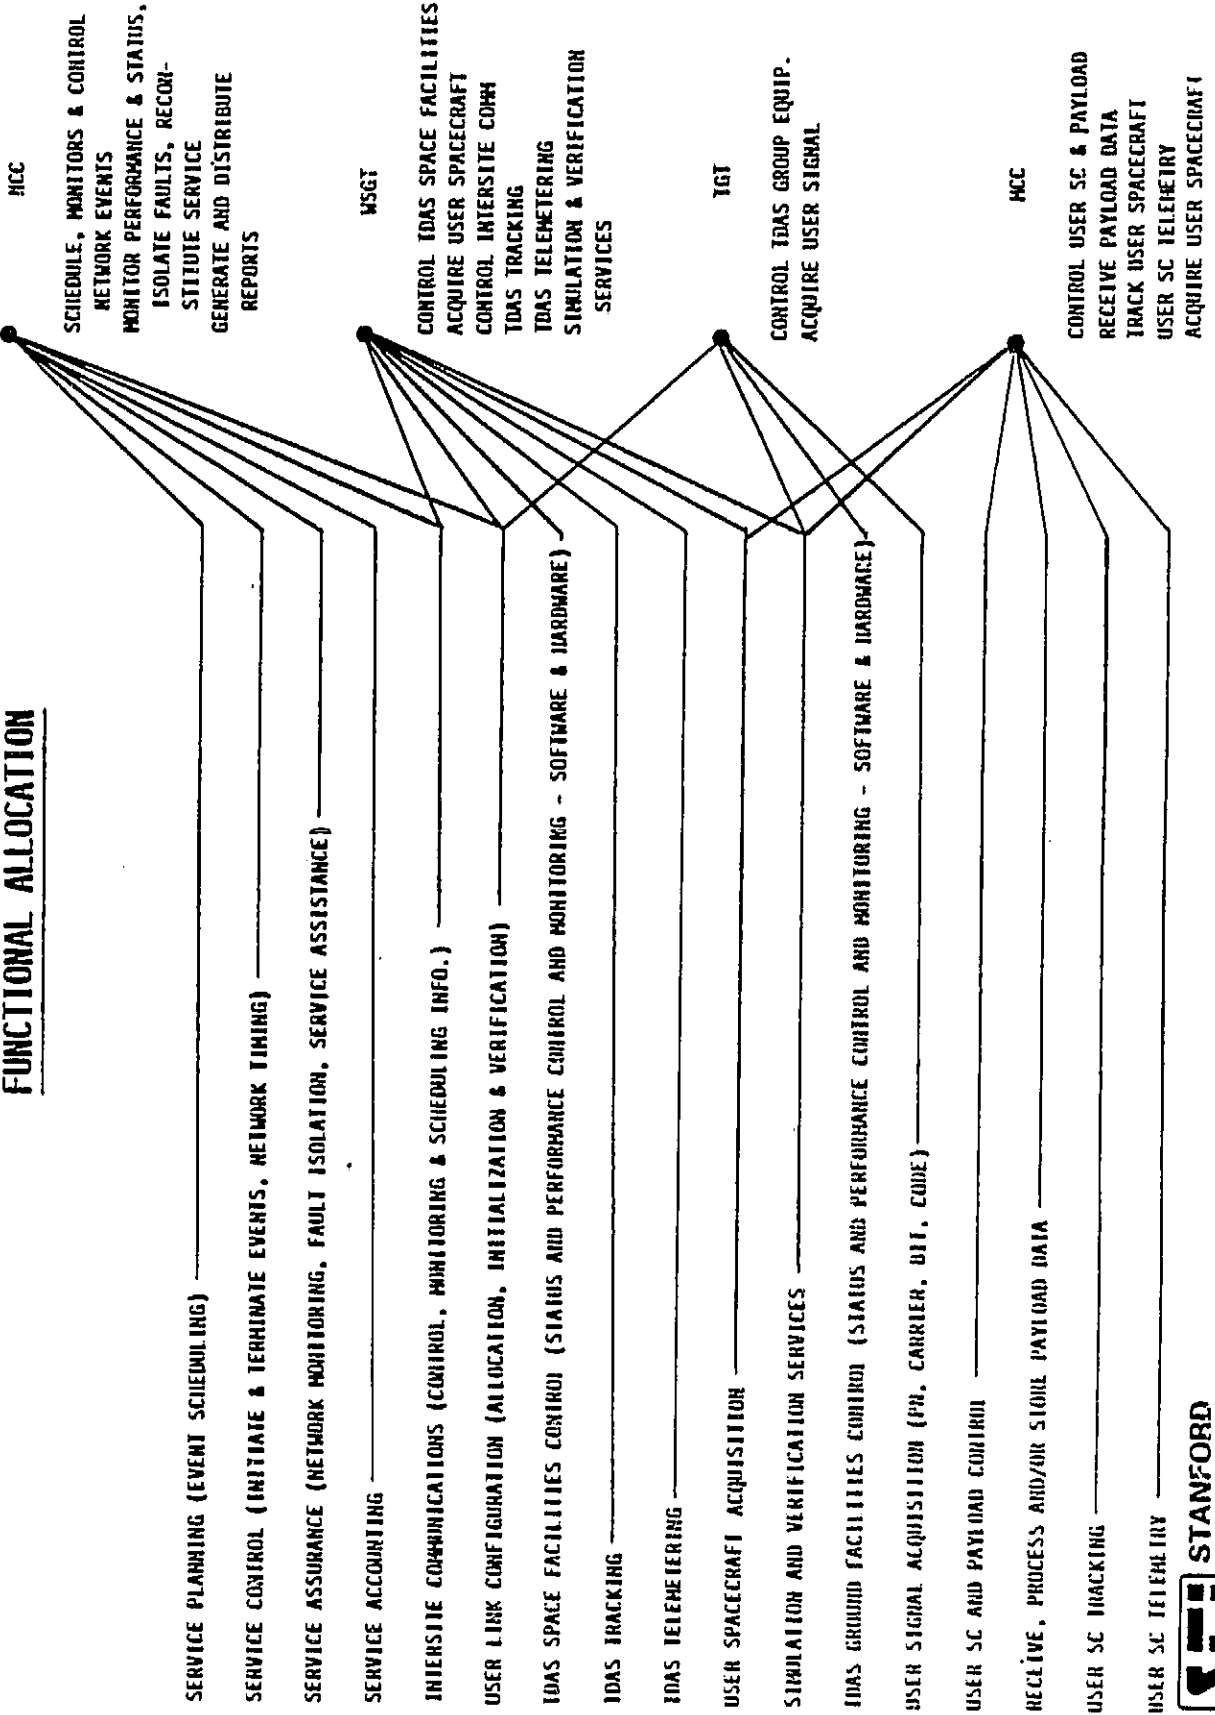 FUNCTIONAL ALLOCATION
SERVICE PLANNING (EVENT SCHEDULING)
SERVICE CONTROL (INITIATE & TERMINATE EVENTS, NETWORK TIMING)
SERVICE ASSURANCE (NETWORK MONITORING, FAULT ISOLATION, SERVICE ASSISTANCE)
SERVICE ACCOUNTING
INTERSITE COMMUNICATIONS (CONTROL, MONITORING & SCHEDULING INFO.)
USER LINK CONFIGURATION (ALLOCATION, INITIALIZATION & VERIFICATION)
TDAS SPACE FACILITIES CONTROL (STATUS AND PERFORMANCE CONTROL AND MONITORING - SOFTWARE & HARDWARE)
TDAS TRACKING
TDAS TELEMETERING
USER SPACECRAFT ACQUISITION
SIMULATION AND VERIFICATION SERVICES
TDAS GROUND FACILITIES CONTROL (STATUS AND PERFORMANCE CONTROL AND MONITORING - SOFTWARE & HARDWARE)
USER SIGNAL ACQUISITION (PN, CARRIER, BIT, CODE)
USER SC AND PAYLOAD CONTROL
RECEIVE, PROCESS AND/OR STORE PAYLOAD DATA
USER SC TRACKING
USER SC TELEMETRY
NCC
SCHEDULE, MONITORS & CONTROL
NETWORK EVENTS
MONITOR PERFORMANCE & STATUS,
ISOLATE FAULTS, RECON-
STITUTE SERVICE
GENERATE AND DISTRIBUTE
REPORTS
WSGT
CONTROL TDAS SPACE FACILITIES
ACQUIRE USER SPACECRAFT
CONTROL INTERSITE COMM
TDAS TRACKING
TDAS TELEMETERING
SIMULATION & VERIFICATION
SERVICES
TGT
CONTROL TDAS GROUP EQUIP.
ACQUIRE USER SIGNAL
MCC
CONTROL USER SC & PAYLOAD
RECEIVE PAYLOAD DATA
TRACK USER SPACECRAFT
USER SC TELEMETRY
ACQUIRE USER SPACECRAFT
STANFORD